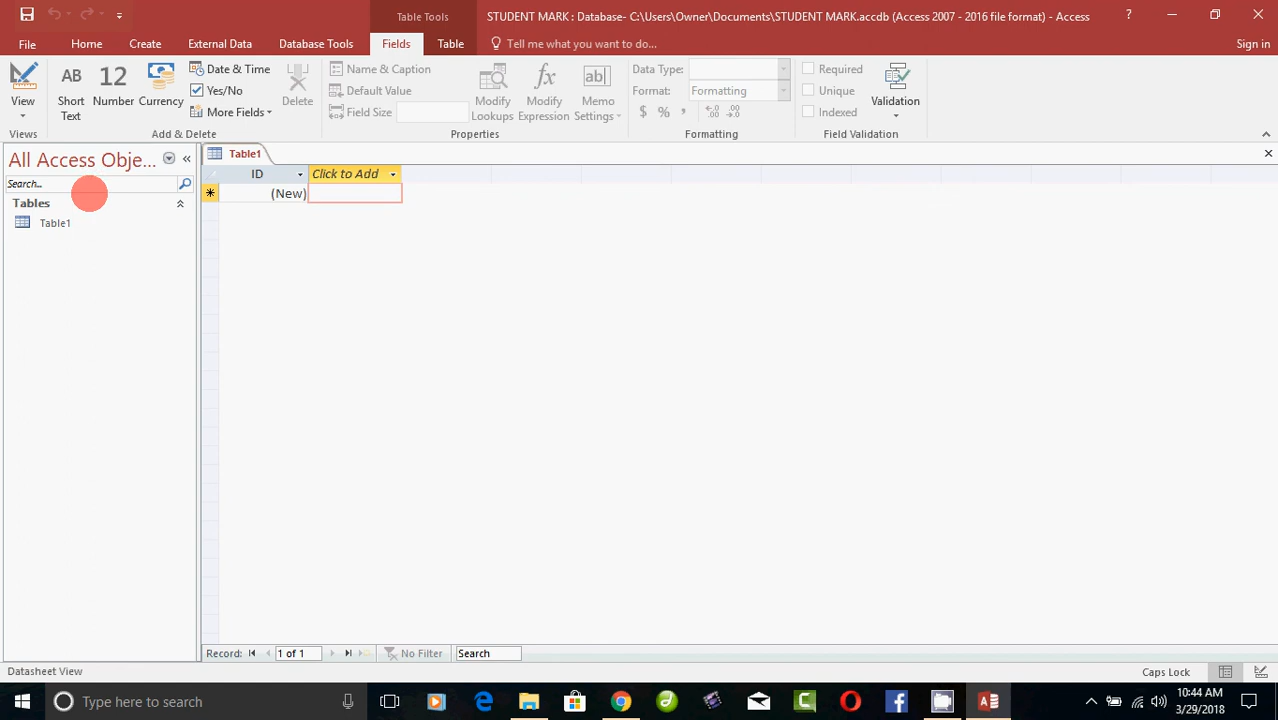 Table Tools
STUDENT MARK : Database- C:\Users\Owner\Documents\STUDENT MARK.accdb (Access 2007 - 2016 file format) - Access
?
File Home Create External Data Database Tools Fields Table Tell me what you want to do... Sign in
View
AB Short Text
12 Number
Currency
Date & Time
Yes/No
More Fields
Delete
Name & Caption
Default Value
Field Size
Modify Lookups
fx Modify Expression
ab Memo Settings
Data Type:
Format: Formatting
$ % , .00 .00
Required
Unique
Indexed
Validation
Views Add & Delete Properties Formatting Field Validation
All Access Obje... «
Search...
Tables
Table1
Table1
ID Click to Add
* (New)
Record: 1 of 1 No Filter Search
Datasheet View Caps Lock
Type here to search
10:44 AM
3/29/2018